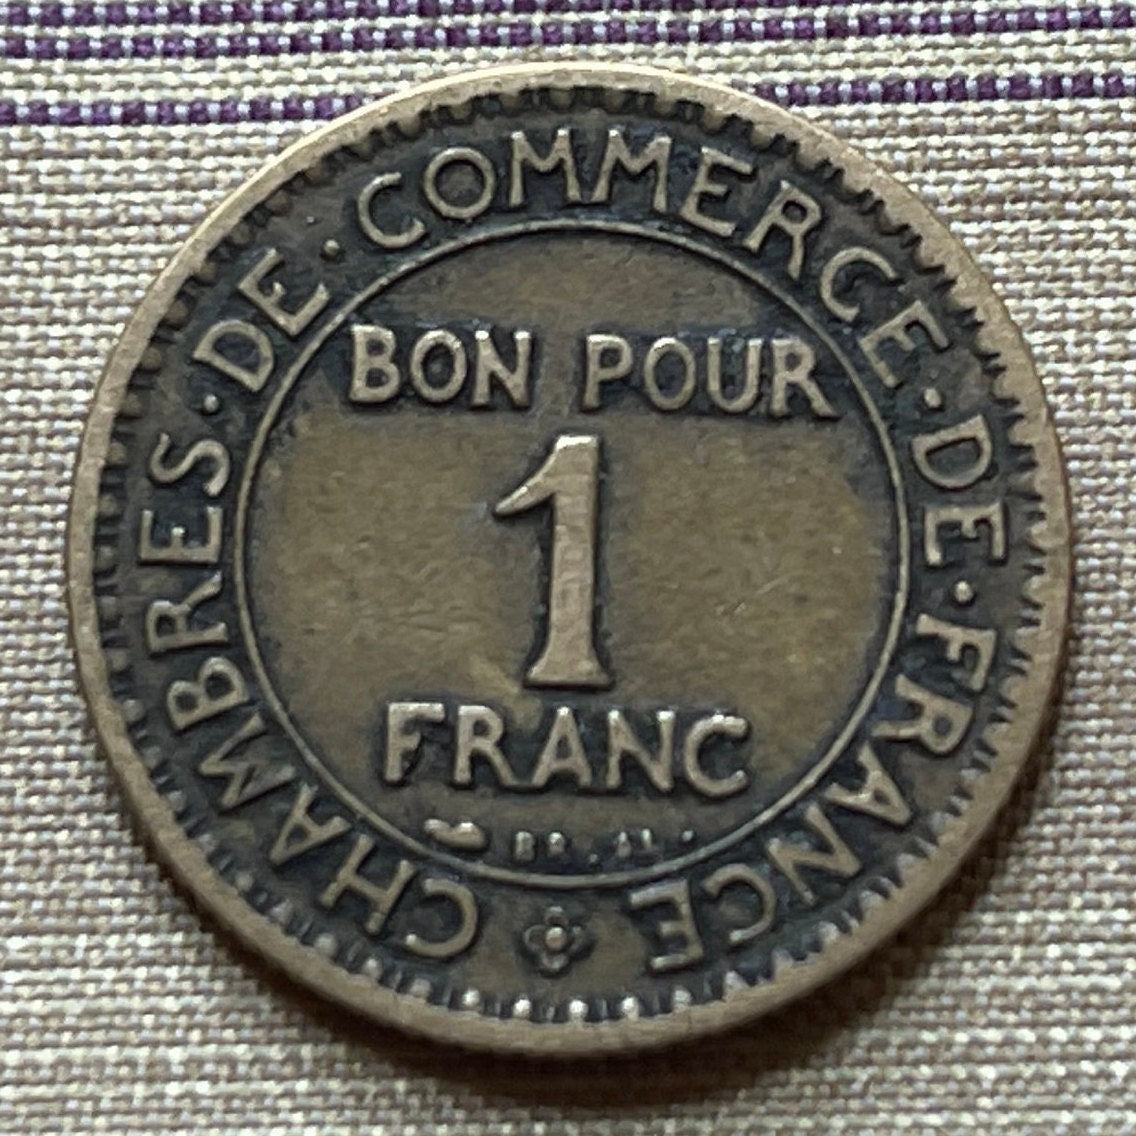 CHAMBRES · DE · COMMERCE · DE · FRANCE
BON POUR
1
FRANC